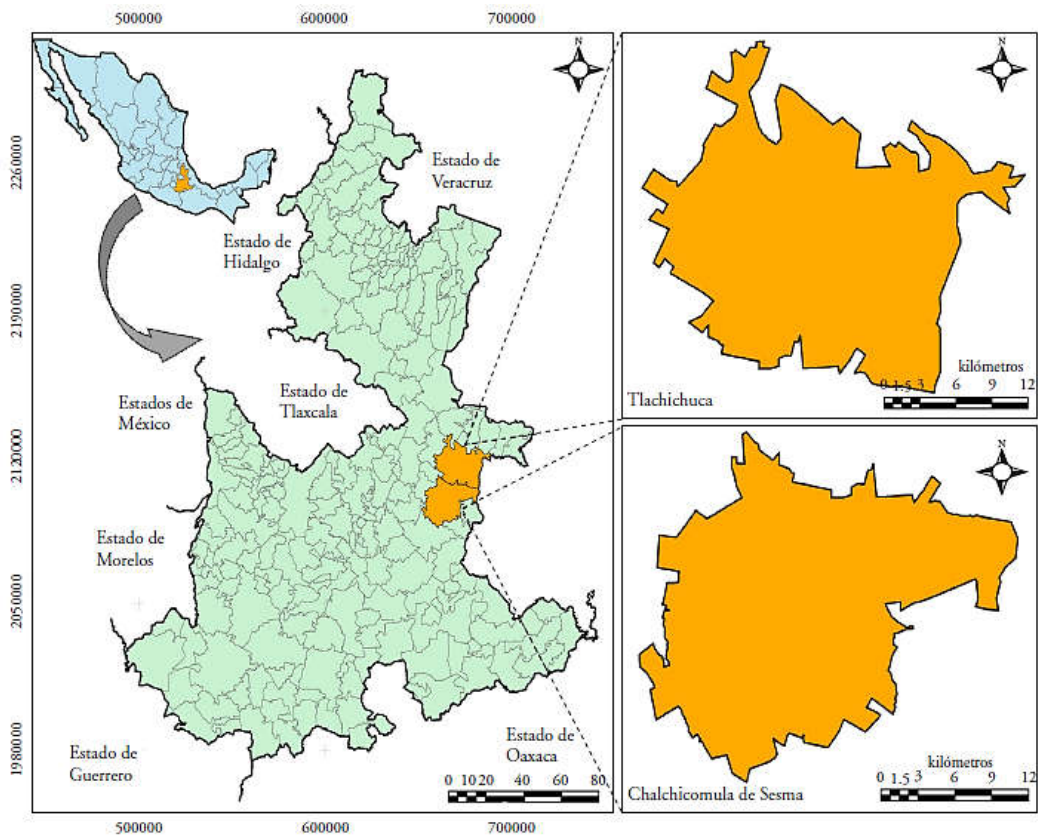 500000 600000 700000
N
N
2260000
Estado de
Veracruz
Estado de
Hidalgo
2190000
Estado de
Tlaxcala
Estados de
México
2120000
Estado de
Morelos
2050000
1980000
Estado de
Guerrero
Estado de
Oaxaca
0 10 20 40 60 80
500000 600000 700000
kilómetros
0 1.5 3 6 9 12
Tlachichuca
N
kilómetros
0 1.5 3 6 9 12
Chalchicomula de Sesma